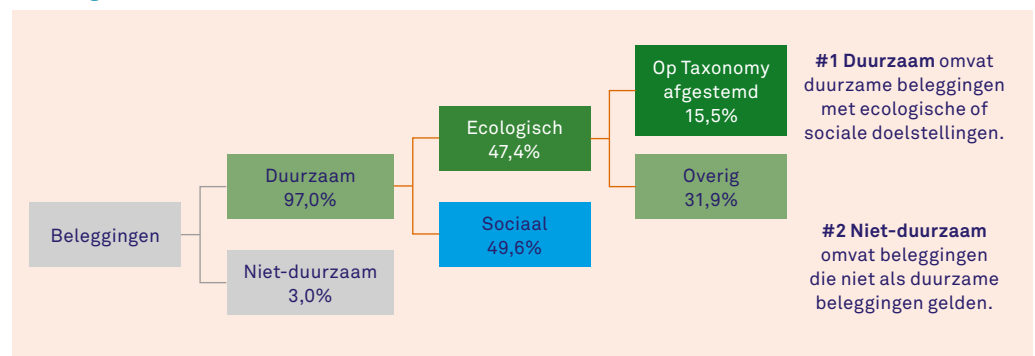 Beleggingen
Duurzaam
97,0%
Niet-duurzaam
3,0%
Ecologisch
47,4%
Sociaal
49,6%
Op Taxonomy
afgestemd
15,5%
Overig
31,9%
#1 Duurzaam omvat
duurzame beleggingen
met ecologische of
sociale doelstellingen.
#2 Niet-duurzaam
omvat beleggingen
die niet als duurzame
beleggingen gelden.